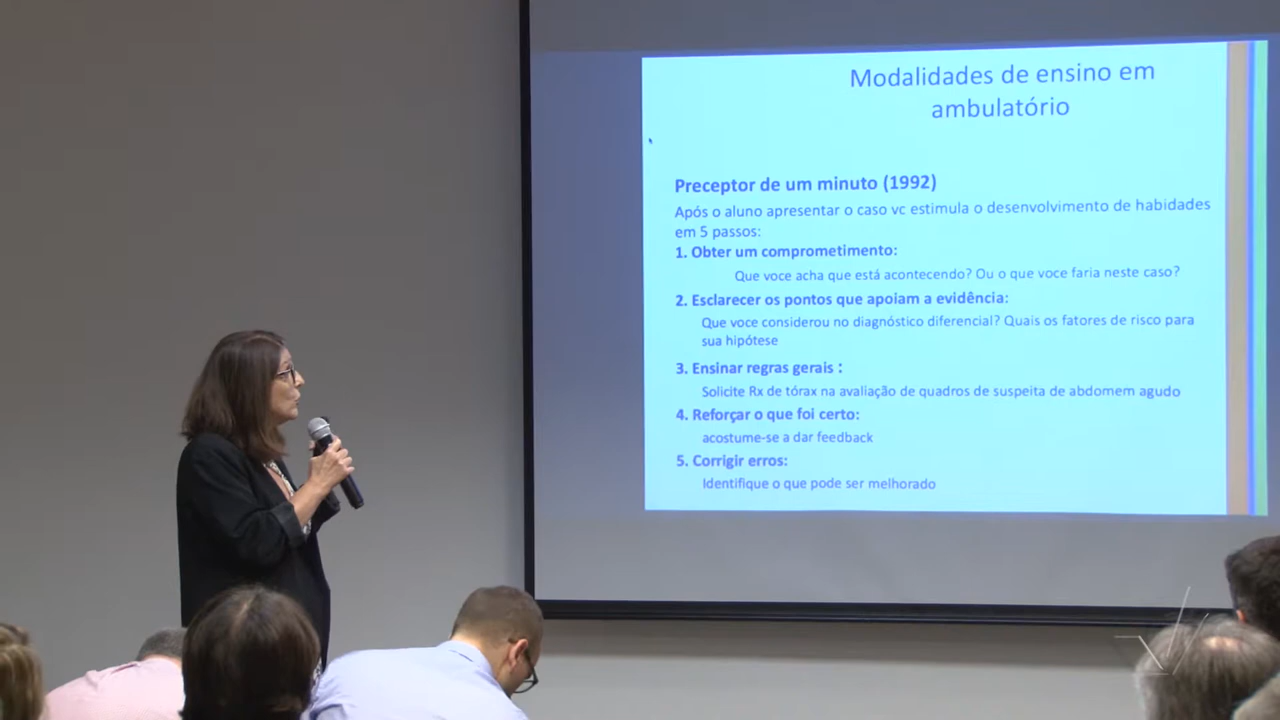 Modalidades de ensino em
ambulatório
Preceptor de um minuto (1992)
Após o aluno apresentar o caso vc estimula o desenvolvimento de habidades
em 5 passos:
1. Obter um comprometimento:
Que voce acha que está acontecendo? Ou o que voce faria neste caso?
2. Esclarecer os pontos que apoiam a evidência:
Que voce considerou no diagnóstico diferencial? Quais os fatores de risco para
sua hipótese
3. Ensinar regras gerais :
Solicite Rx de tórax na avaliação de quadros de suspeita de abdomem agudo
4. Reforçar o que foi certo:
acostume-se a dar feedback
5. Corrigir erros:
Identifique o que pode ser melhorado